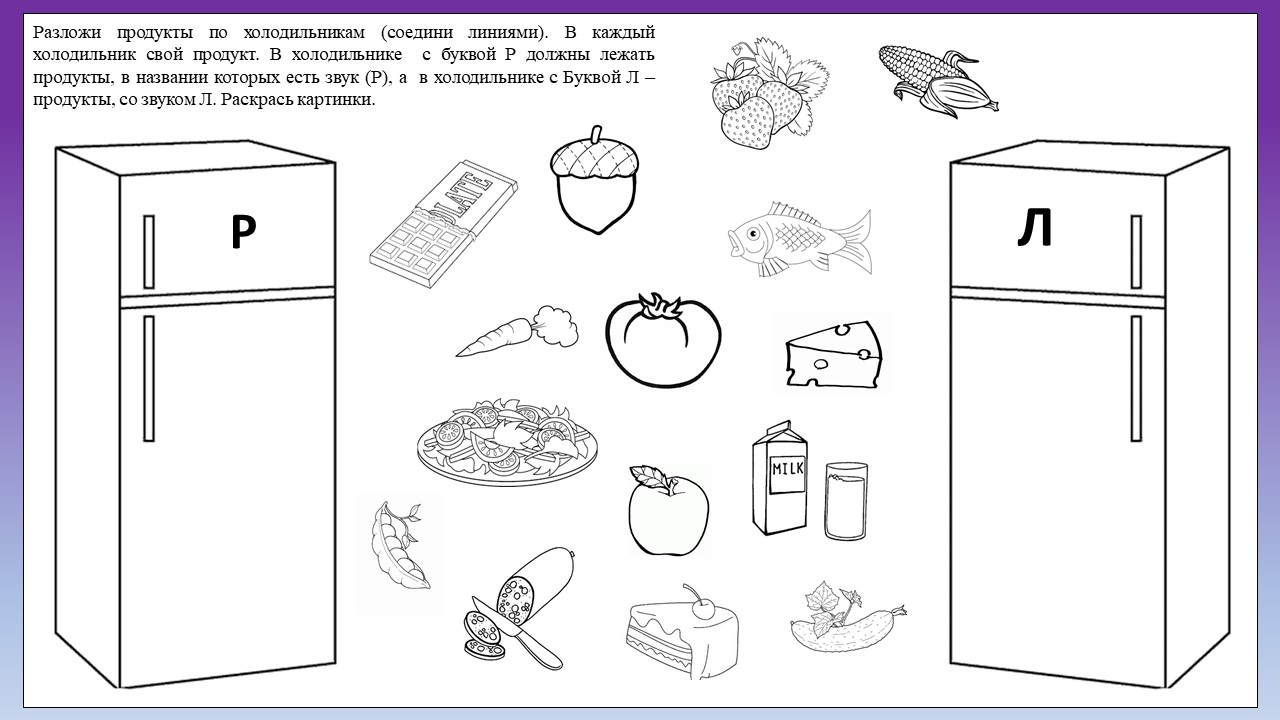 Разложи продукты по холодильникам (соедини линиями). В каждый
холодильник свой продукт. В холодильнике с буквой Р должны лежать
продукты, в названии которых есть звук (Р), а в холодильнике с Буквой Л –
продукты, со звуком Л. Раскрась картинки.
OLATE
Р
Л
MILK